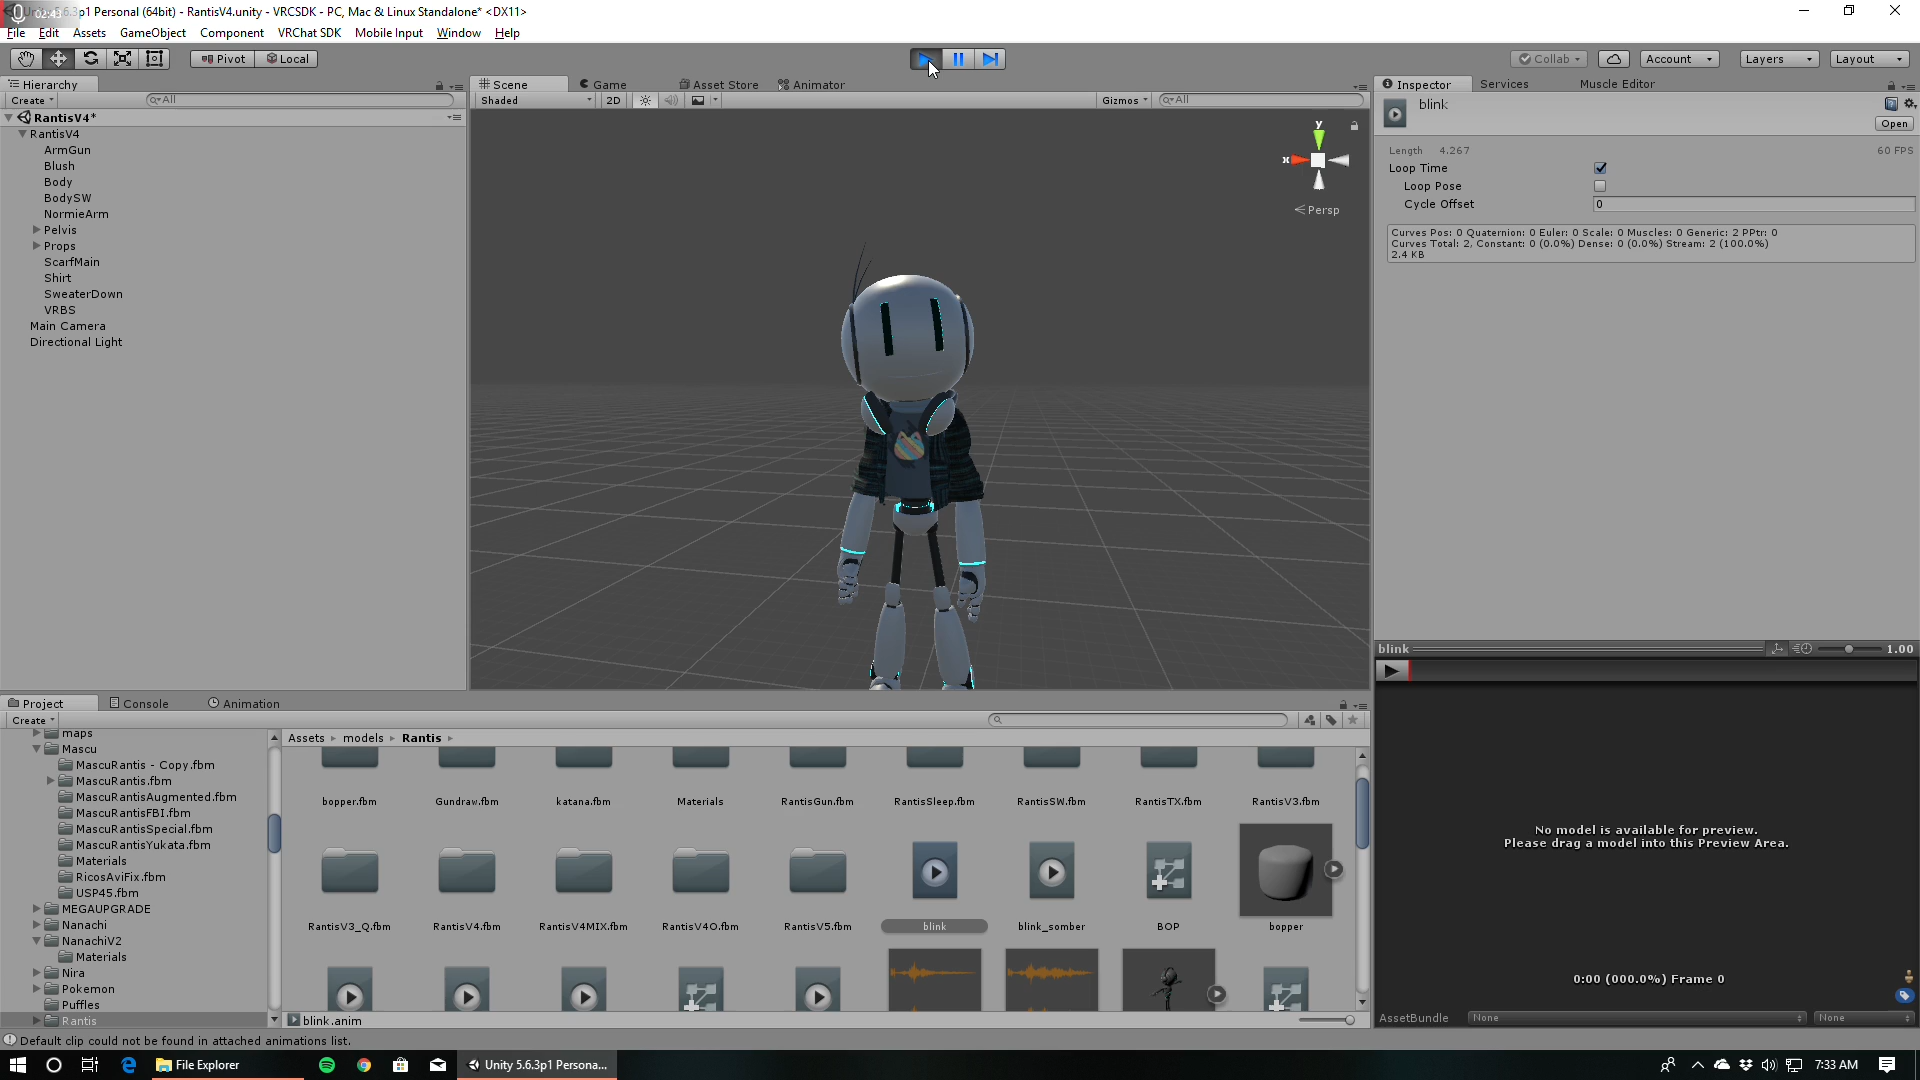 5.6.3p1 Personal (64bit) - RantisV4.unity - VRCSDK - PC, Mac & Linux Standalone* <DX11>
02:43
File Edit Assets GameObject Component VRChat SDK Mobile Input Window Help
Pivot Local
Collab Account Layers Layout
Hierarchy
Create All
RantisV4*
RantisV4
ArmGun
Blush
Body
BodySW
NormieArm
Pelvis
Props
ScarfMain
Shirt
SweaterDown
VRBS
Main Camera
Directional Light
Scene Game Asset Store Animator
Shaded 2D Gizmos All
y
x
Persp
Inspector Services Muscle Editor
blink
Open
Length 4.267 60 FPS
Loop Time
Loop Pose
Cycle Offset 0
Curves Pos: 0 Quaternion: 0 Euler: 0 Scale: 0 Muscles: 0 Generic: 2 PPtr: 0
Curves Total: 2, Constant: 0 (0.0%) Dense: 0 (0.0%) Stream: 2 (100.0%)
2.4 KB
blink 1.00
No model is available for preview.
Please drag a model into this Preview Area.
0:00 (000.0%) Frame 0
AssetBundle None None
Project Console Animation
Create
maps
Mascu
MascuRantis - Copy.fbm
MascuRantis.fbm
MascuRantisAugmented.fbm
MascuRantisFBI.fbm
MascuRantisSpecial.fbm
MascuRantisYukata.fbm
Materials
RicosAviFix.fbm
USP45.fbm
MEGAUPGRADE
Nanachi
NanachiV2
Materials
Nira
Pokemon
Puffles
Rantis
Assets models Rantis
bopper.fbm Gundraw.fbm katana.fbm Materials RantisGun.fbm RantisSleep.fbm RantisSW.fbm RantisTX.fbm RantisV3.fbm
RantisV3_Q.fbm RantisV4.fbm RantisV4MIX.fbm RantisV4O.fbm RantisV5.fbm blink blink_somber BOP bopper
blink.anim
Default clip could not be found in attached animations list.
File Explorer
Unity 5.6.3p1 Persona...
7:33 AM